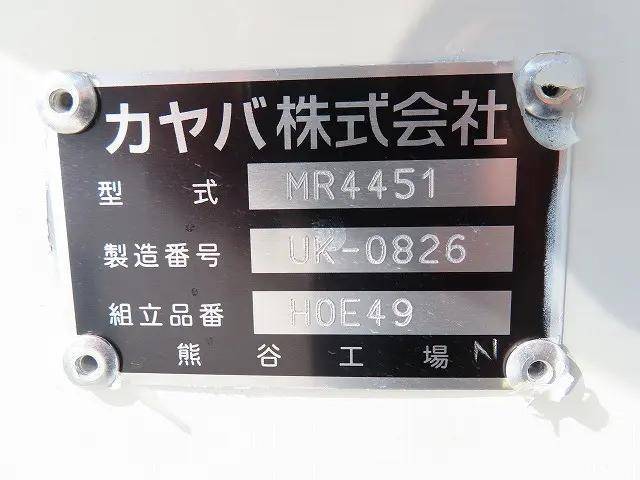 カヤバ株式会社
型式 MR4451
製造番号 UK-0826
組立品番 H0E49
熊谷工場 N